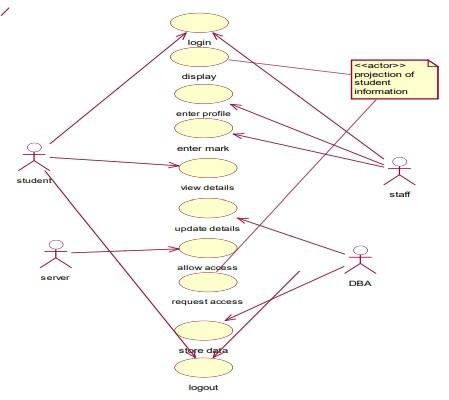 login
display
<<actor>>
projection of
student
information
enter profile
enter mark
student
view details
staff
update details
allow access
server
DBA
request access
store data
logout